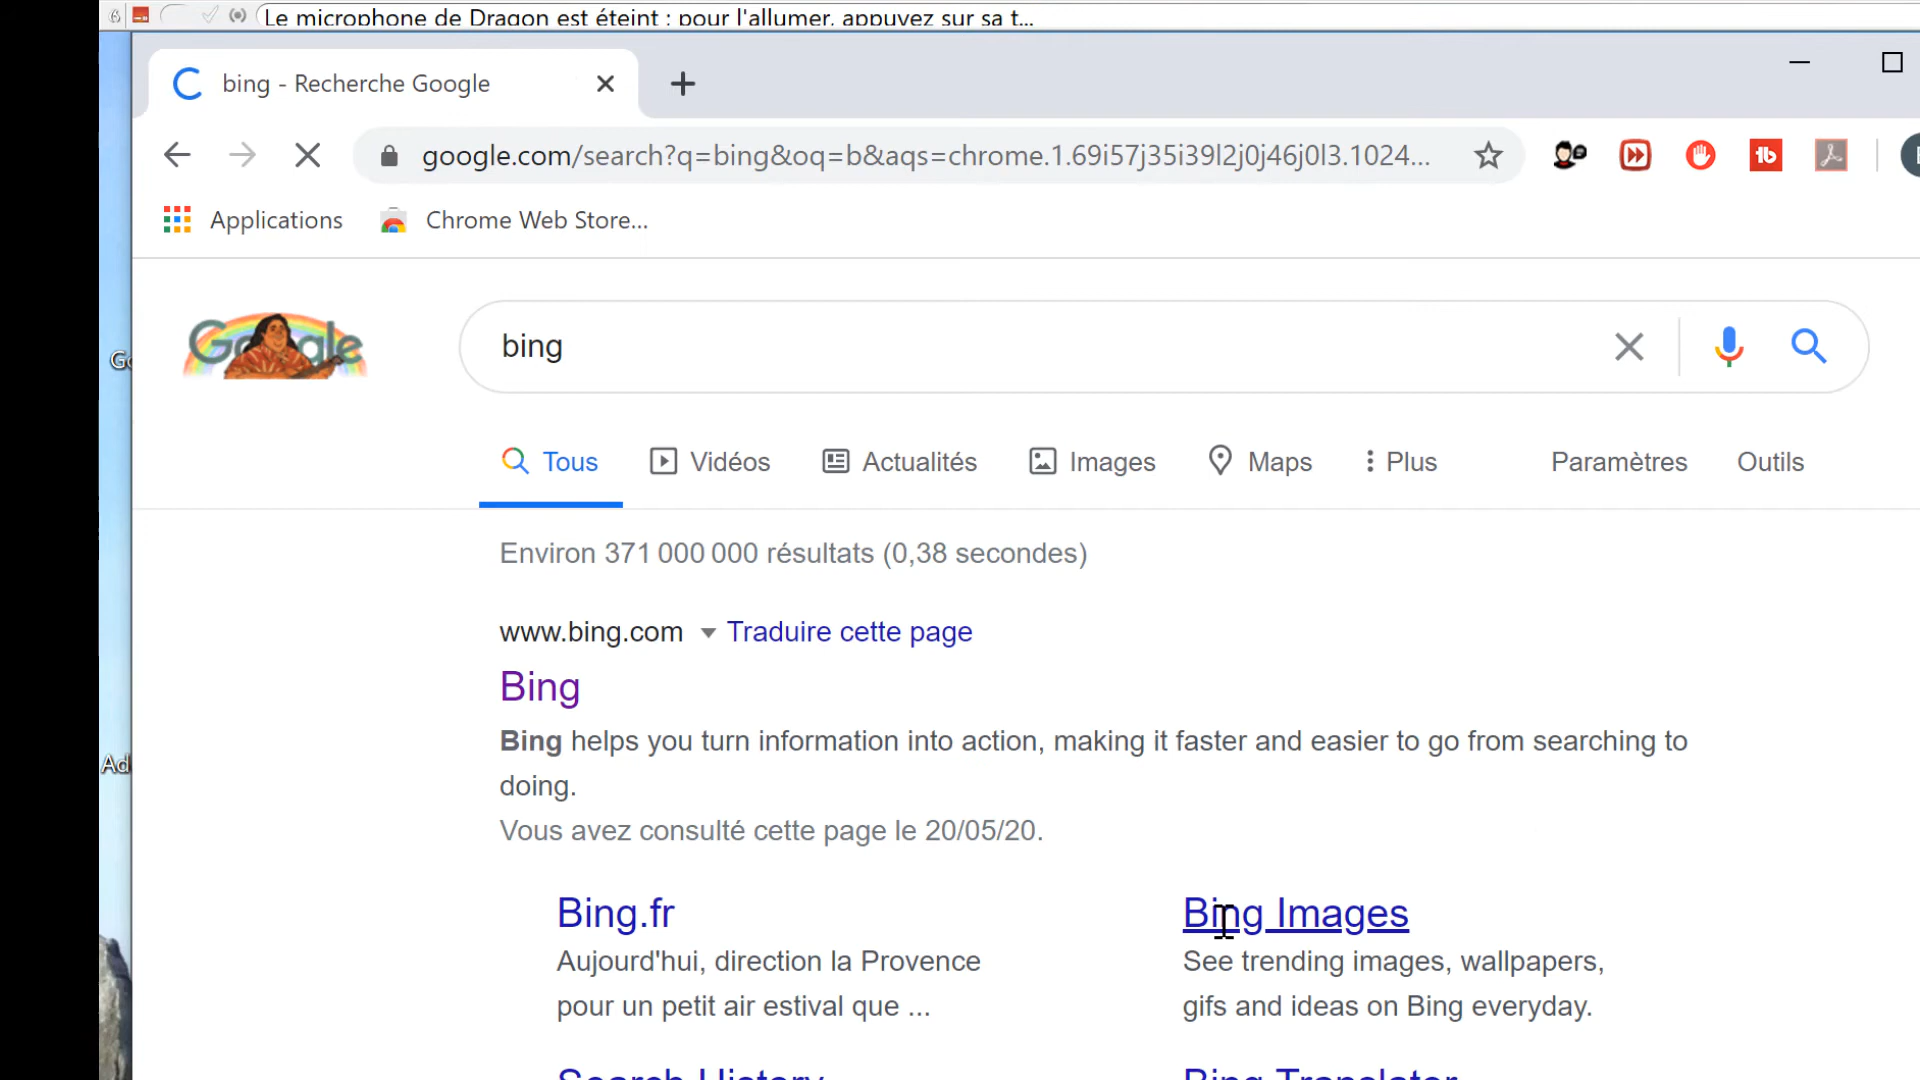 Le microphone de Dragon est éteint : pour l'allumer, appuyez sur sa t...
bing - Recherche Google
google.com/search?q=bing&oq=b&aqs=chrome.1.69i57j35i39l2j0j46j0l3.1024...
Applications Chrome Web Store...
Google
bing
Tous Vidéos Actualités Images Maps Plus Paramètres Outils
Environ 371 000 000 résultats (0,38 secondes)
www.bing.com Traduire cette page
Bing
Bing helps you turn information into action, making it faster and easier to go from searching to
doing.
Vous avez consulté cette page le 20/05/20.
Bing.fr
Aujourd'hui, direction la Provence
pour un petit air estival que ...
Bing Images
See trending images, wallpapers,
gifs and ideas on Bing everyday.
Search History
Bing Translator